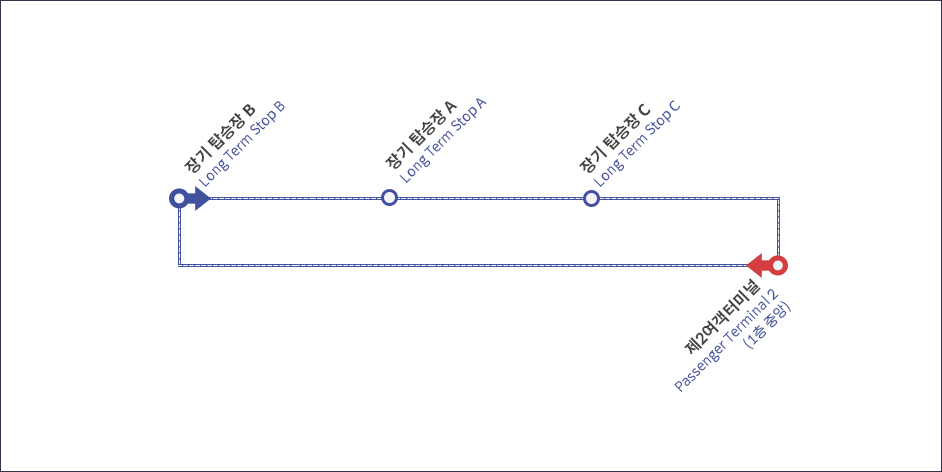 장기 탑승장 B
Long Term Stop B
장기 탑승장 A
Long Term Stop A
장기 탑승장 C
Long Term Stop C
제2여객터미널
Passenger Terminal 2
(1층 중앙)